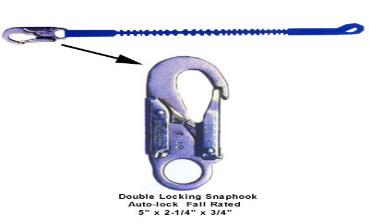 Double Locking Snaphook
Auto-lock Fall Rated
5" x 2-1/4" x 3/4"